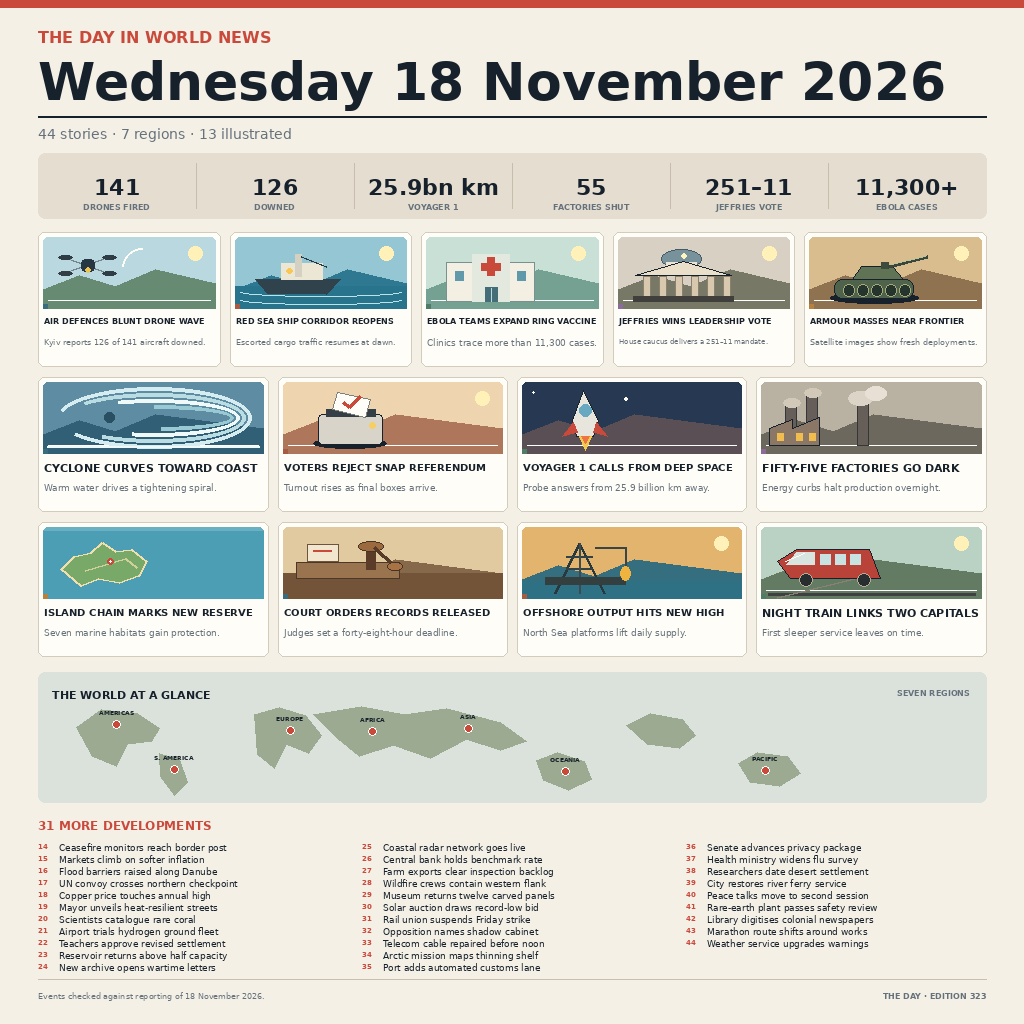 THE DAY IN WORLD NEWS
Wednesday 18 November 2026
44 stories · 7 regions · 13 illustrated
141
DRONES FIRED
126
DOWNED
25.9bn km
VOYAGER 1
55
FACTORIES SHUT
251–11
JEFFRIES VOTE
11,300+
EBOLA CASES
AIR DEFENCES BLUNT DRONE WAVE
Kyiv reports 126 of 141 aircraft downed.
RED SEA SHIP CORRIDOR REOPENS
Escorted cargo traffic resumes at dawn.
EBOLA TEAMS EXPAND RING VACCINE
Clinics trace more than 11,300 cases.
JEFFRIES WINS LEADERSHIP VOTE
House caucus delivers a 251–11 mandate.
ARMOUR MASSES NEAR FRONTIER
Satellite images show fresh deployments.
CYCLONE CURVES TOWARD COAST
Warm water drives a tightening spiral.
VOTERS REJECT SNAP REFERENDUM
Turnout rises as final boxes arrive.
VOYAGER 1 CALLS FROM DEEP SPACE
Probe answers from 25.9 billion km away.
FIFTY-FIVE FACTORIES GO DARK
Energy curbs halt production overnight.
ISLAND CHAIN MARKS NEW RESERVE
Seven marine habitats gain protection.
COURT ORDERS RECORDS RELEASED
Judges set a forty-eight-hour deadline.
OFFSHORE OUTPUT HITS NEW HIGH
North Sea platforms lift daily supply.
NIGHT TRAIN LINKS TWO CAPITALS
First sleeper service leaves on time.
THE WORLD AT A GLANCE
SEVEN REGIONS
AMERICAS
S. AMERICA
EUROPE
AFRICA
ASIA
OCEANIA
PACIFIC
31 MORE DEVELOPMENTS
14 Ceasefire monitors reach border post
15 Markets climb on softer inflation
16 Flood barriers raised along Danube
17 UN convoy crosses northern checkpoint
18 Copper price touches annual high
19 Mayor unveils heat-resilient streets
20 Scientists catalogue rare coral
21 Airport trials hydrogen ground fleet
22 Teachers approve revised settlement
23 Reservoir returns above half capacity
24 New archive opens wartime letters
25 Coastal radar network goes live
26 Central bank holds benchmark rate
27 Farm exports clear inspection backlog
28 Wildfire crews contain western flank
29 Museum returns twelve carved panels
30 Solar auction draws record-low bid
31 Rail union suspends Friday strike
32 Opposition names shadow cabinet
33 Telecom cable repaired before noon
34 Arctic mission maps thinning shelf
35 Port adds automated customs lane
36 Senate advances privacy package
37 Health ministry widens flu survey
38 Researchers date desert settlement
39 City restores river ferry service
40 Peace talks move to second session
41 Rare-earth plant passes safety review
42 Library digitises colonial newspapers
43 Marathon route shifts around works
44 Weather service upgrades warnings
Events checked against reporting of 18 November 2026.
THE DAY · EDITION 323